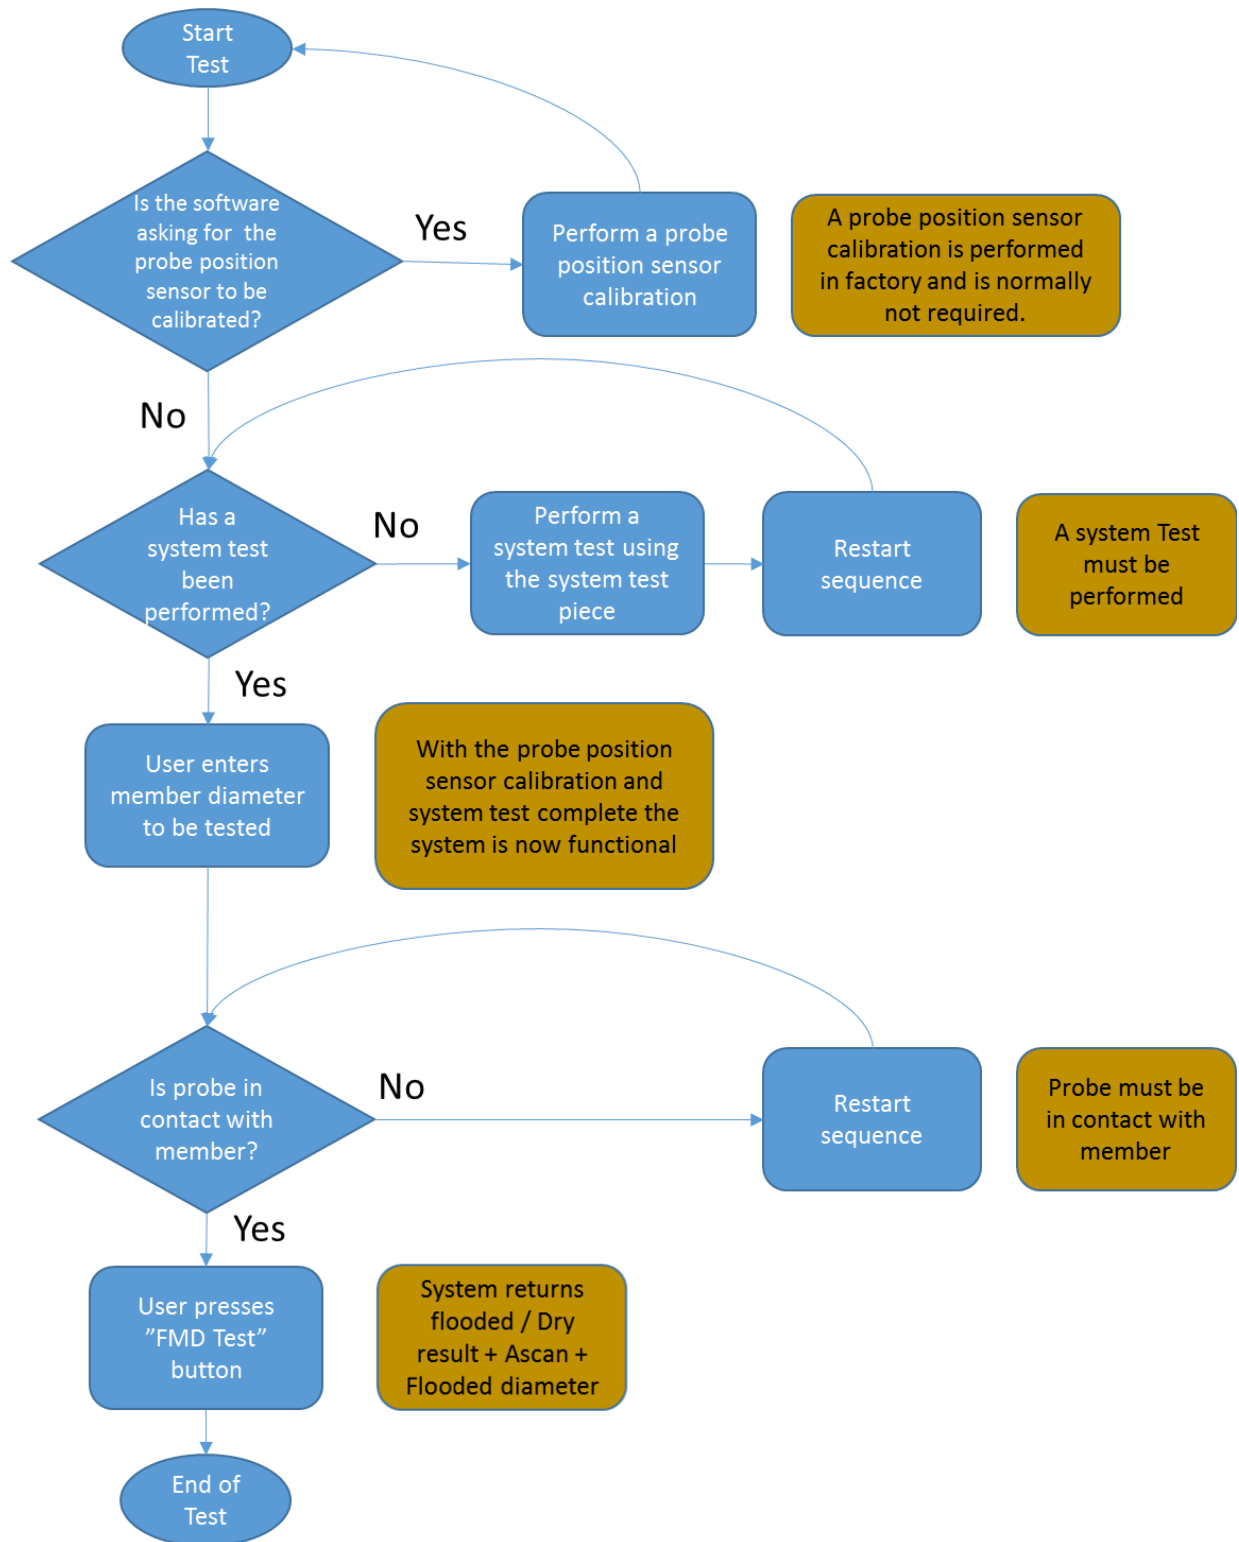 Start
Test
Is the software
asking for the
probe position
sensor to be
calibrated?
Yes
Perform a probe
position sensor
calibration
A probe position sensor
calibration is performed
in factory and is normally
not required.
No
Has a
system test
been
performed?
No
Perform a
system test using
the system test
piece
Restart
sequence
A system Test
must be
performed
Yes
User enters
member diameter
to be tested
With the probe position
sensor calibration and
system test complete the
system is now functional
Is probe in
contact with
member?
No
Restart
sequence
Probe must be
in contact with
member
Yes
User presses
”FMD Test”
button
System returns
flooded / Dry
result + Ascan +
Flooded diameter
End of
Test